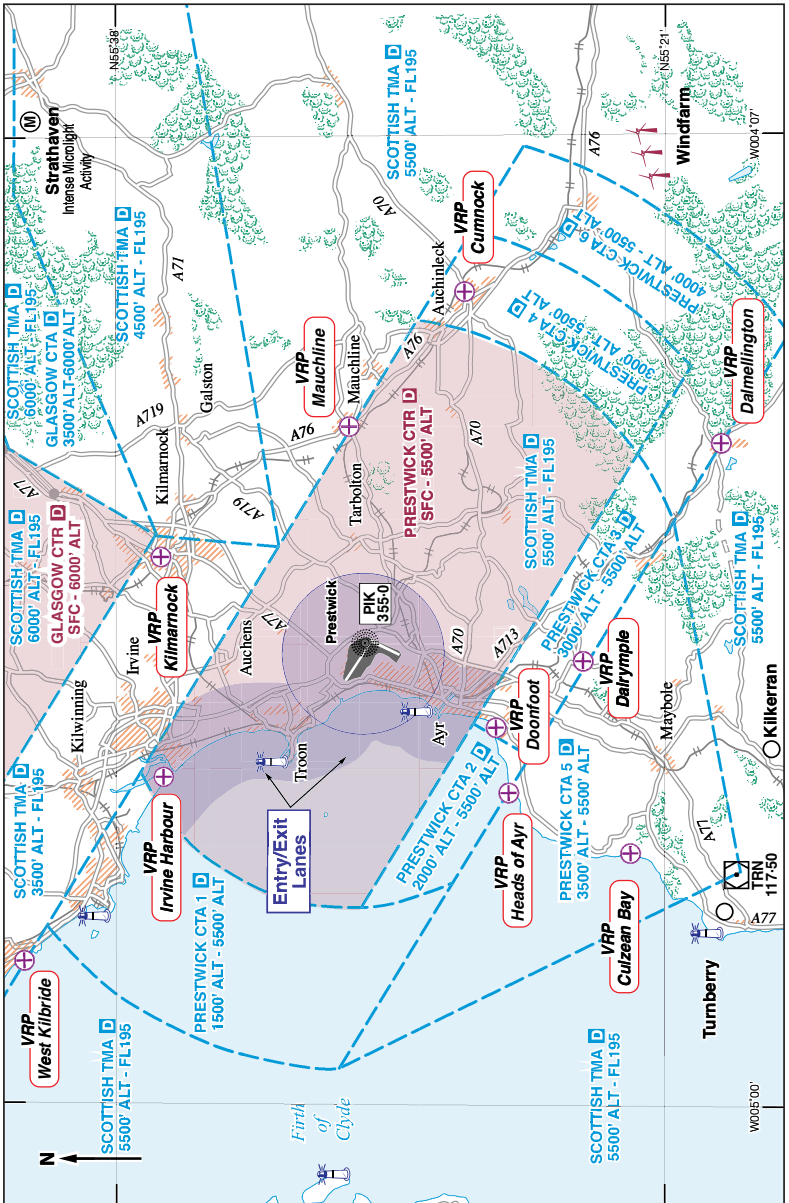 N
SCOTTISH TMA D
5500' ALT - FL195
VRP
West Kilbride
SCOTTISH TMA D
3500' ALT - FL195
SCOTTISH TMA D
6000' ALT - FL195
GLASGOW CTR D
SFC - 6000' ALT
A77
SCOTTISH TMA D
6000' ALT - FL195
GLASGOW CTA D
3500' ALT-6000' ALT
M
Strathaven
Intense Microlight
Activity
N55°38'
SCOTTISH TMA D
4500' ALT - FL195
A71
Kilwinning
Irvine
VRP
Kilmarnock
Kilmarnock
A719
Galston
VRP
Irvine Harbour
PRESTWICK CTA 1 D
1500' ALT - 5500' ALT
Auchens
A77
A719
A76
VRP
Mauchline
Entry/Exit
Lanes
Troon
Firth
of
Clyde
Prestwick
PIK
355·0
Tarbolton
Mauchline
A70
SCOTTISH TMA D
5500' ALT - FL195
PRESTWICK CTR D
SFC - 5500' ALT
A76
Auchinleck
VRP
Cumnock
Ayr
A70
A70
A713
PRESTWICK CTA 2 D
2000' ALT - 5500' ALT
VRP
Doonfoot
VRP
Heads of Ayr
SCOTTISH TMA D
5500' ALT - FL195
PRESTWICK CTA 4 D
3000' ALT - 5500' ALT
PRESTWICK CTA 6 D
4000' ALT - 5500' ALT
A76
PRESTWICK CTA 3 D
3000' ALT - 5500' ALT
PRESTWICK CTA 5 D
3500' ALT - 5500' ALT
VRP
Dalrymple
SCOTTISH TMA D
5500' ALT - FL195
VRP
Culzean Bay
Maybole
N55°21'
Windfarm
Turnberry
A77
SCOTTISH TMA D
5500' ALT - FL195
VRP
Dalmellington
TRN
117·50
A77
Kilkerran
W005°00'
W004°07'